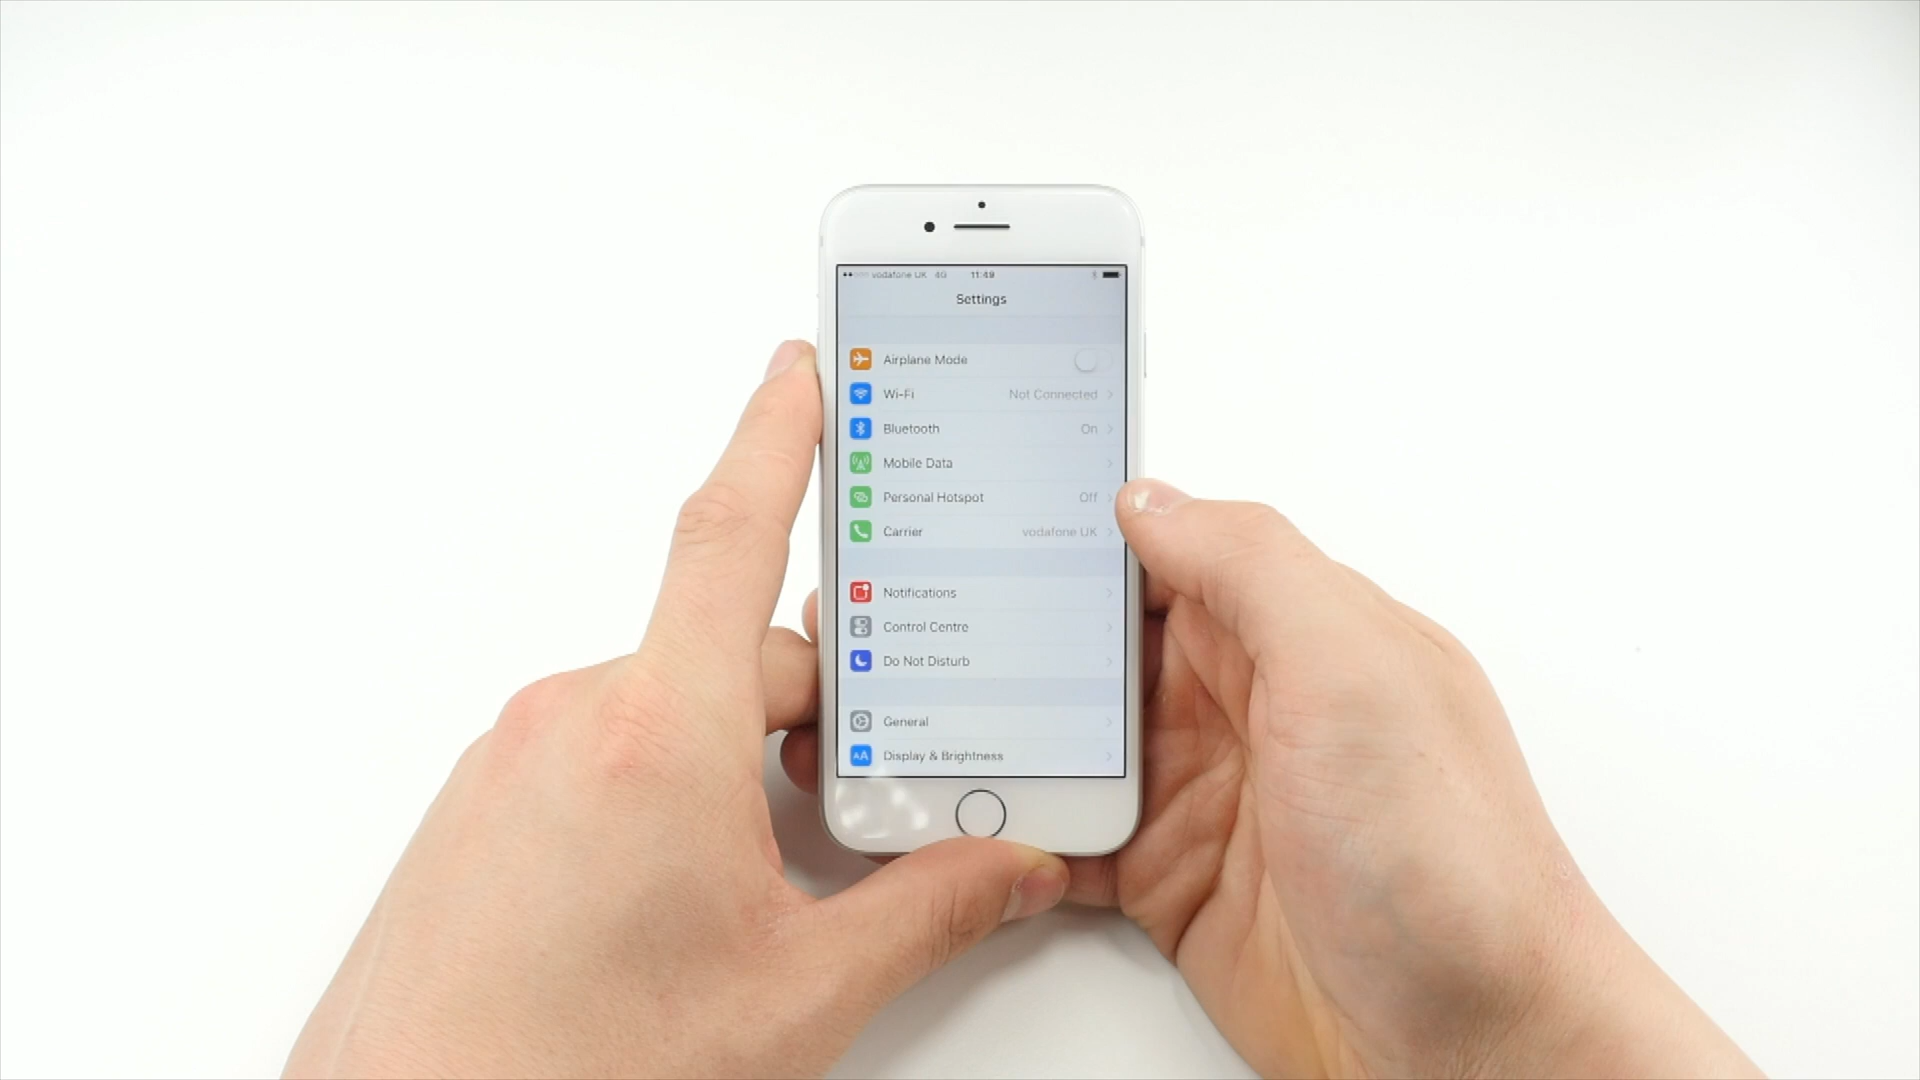 vodafone UK 4G 11:49
Settings
Airplane Mode
Wi-Fi Not Connected
Bluetooth On
Mobile Data
Personal Hotspot Off
Carrier vodafone UK
Notifications
Control Centre
Do Not Disturb
General
AA Display & Brightness